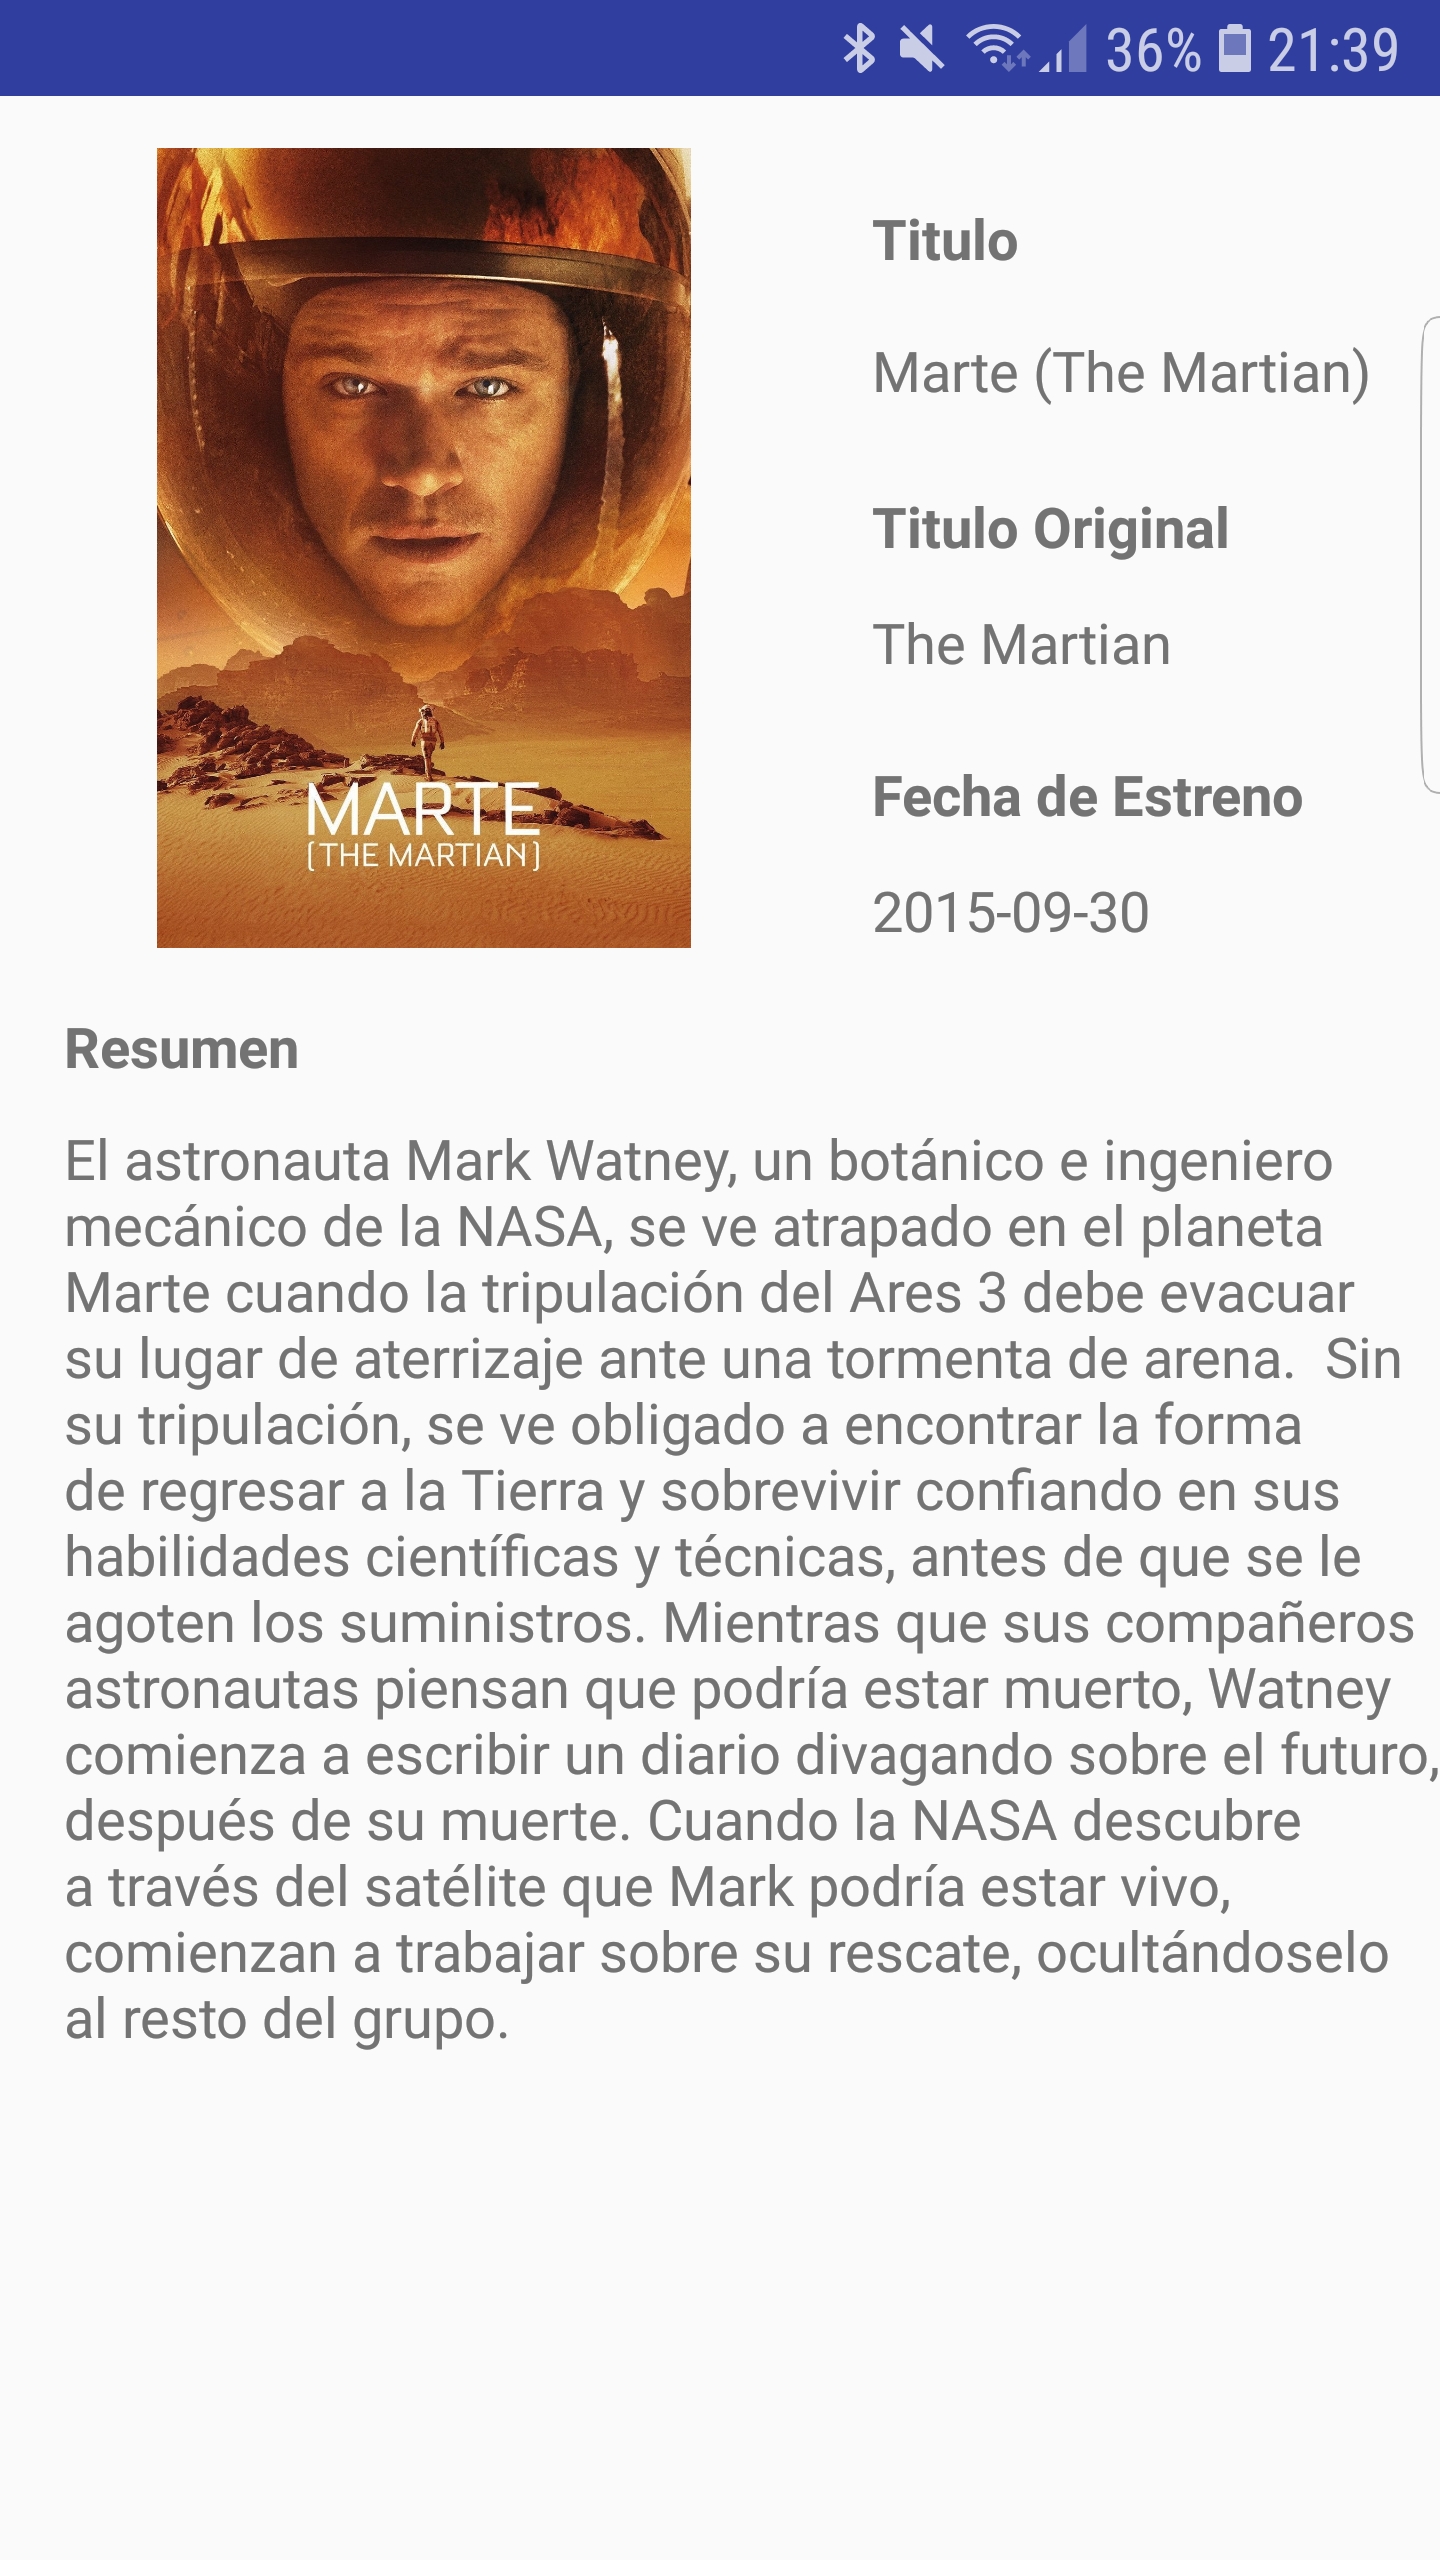 36% 21:39
MARTE
[THE MARTIAN]
Titulo
Marte (The Martian)
Titulo Original
The Martian
Fecha de Estreno
2015-09-30
Resumen
El astronauta Mark Watney, un botánico e ingeniero
mecánico de la NASA, se ve atrapado en el planeta
Marte cuando la tripulación del Ares 3 debe evacuar
su lugar de aterrizaje ante una tormenta de arena.  Sin
su tripulación, se ve obligado a encontrar la forma
de regresar a la Tierra y sobrevivir confiando en sus
habilidades científicas y técnicas, antes de que se le
agoten los suministros. Mientras que sus compañeros
astronautas piensan que podría estar muerto, Watney
comienza a escribir un diario divagando sobre el futuro,
después de su muerte. Cuando la NASA descubre
a través del satélite que Mark podría estar vivo,
comienzan a trabajar sobre su rescate, ocultándoselo
al resto del grupo.